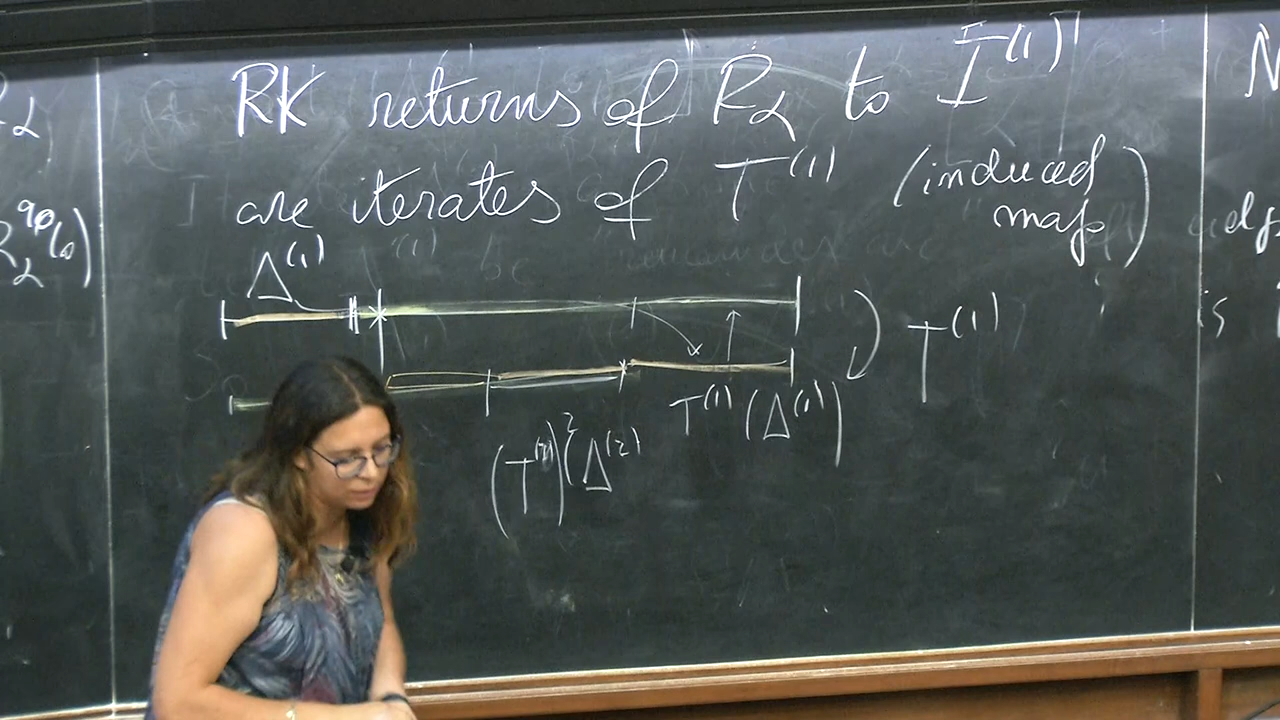 RK returns of R_α to I^(1)
are iterates of T^(1) (induced map)
Δ^(1)
T^(1)
T^(1)(Δ^(1))
(T^(1))^2(Δ^(2)